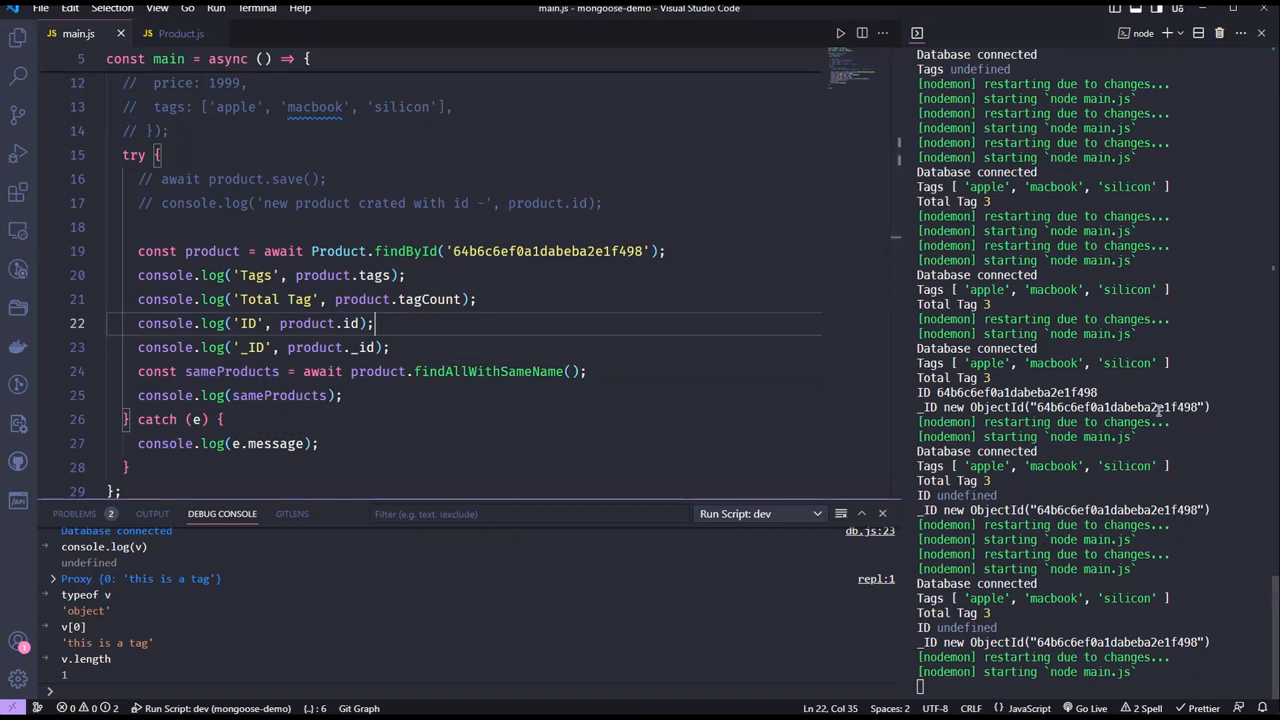 File Edit Selection View Go Run Terminal Help
main.js - mongoose-demo - Visual Studio Code
main.js
Product.js
node
5 const main = async () => {
12 // price: 1999,
13 // tags: ['apple', 'macbook', 'silicon'],
14 // });
15 try {
16 // await product.save();
17 // console.log('new product crated with id -', product.id);
18
19 const product = await Product.findById('64b6c6ef0a1dabeba2e1f498');
20 console.log('Tags', product.tags);
21 console.log('Total Tag', product.tagCount);
22 console.log('ID', product.id);
23 console.log('_ID', product._id);
24 const sameProducts = await product.findAllWithSameName();
25 console.log(sameProducts);
26 } catch (e) {
27 console.log(e.message);
28 }
29 };
PROBLEMS 2 OUTPUT DEBUG CONSOLE GITLENS
Filter (e.g. text, !exclude)
Run Script: dev
Database connected db.js:23
console.log(v)
undefined
Proxy {0: 'this is a tag'} repl:1
typeof v
'object'
v[0]
'this is a tag'
v.length
1
Database connected
Tags undefined
[nodemon] restarting due to changes...
[nodemon] starting `node main.js`
[nodemon] restarting due to changes...
[nodemon] starting `node main.js`
[nodemon] restarting due to changes...
[nodemon] starting `node main.js`
Database connected
Tags [ 'apple', 'macbook', 'silicon' ]
Total Tag 3
[nodemon] restarting due to changes...
[nodemon] starting `node main.js`
[nodemon] restarting due to changes...
[nodemon] starting `node main.js`
Database connected
Tags [ 'apple', 'macbook', 'silicon' ]
Total Tag 3
[nodemon] restarting due to changes...
[nodemon] starting `node main.js`
Database connected
Tags [ 'apple', 'macbook', 'silicon' ]
Total Tag 3
ID 64b6c6ef0a1dabeba2e1f498
_ID new ObjectId("64b6c6ef0a1dabeba2e1f498")
[nodemon] restarting due to changes...
[nodemon] starting `node main.js`
Database connected
Tags [ 'apple', 'macbook', 'silicon' ]
Total Tag 3
ID undefined
_ID new ObjectId("64b6c6ef0a1dabeba2e1f498")
[nodemon] restarting due to changes...
[nodemon] starting `node main.js`
[nodemon] restarting due to changes...
[nodemon] starting `node main.js`
Database connected
Tags [ 'apple', 'macbook', 'silicon' ]
Total Tag 3
ID undefined
_ID new ObjectId("64b6c6ef0a1dabeba2e1f498")
[nodemon] restarting due to changes...
[nodemon] starting `node main.js`
/API
1
0 0 2 Run Script: dev (mongoose-demo) {..} : 6 Git Graph
Ln 22, Col 35 Spaces: 2 UTF-8 CRLF JavaScript Go Live 2 Spell Prettier